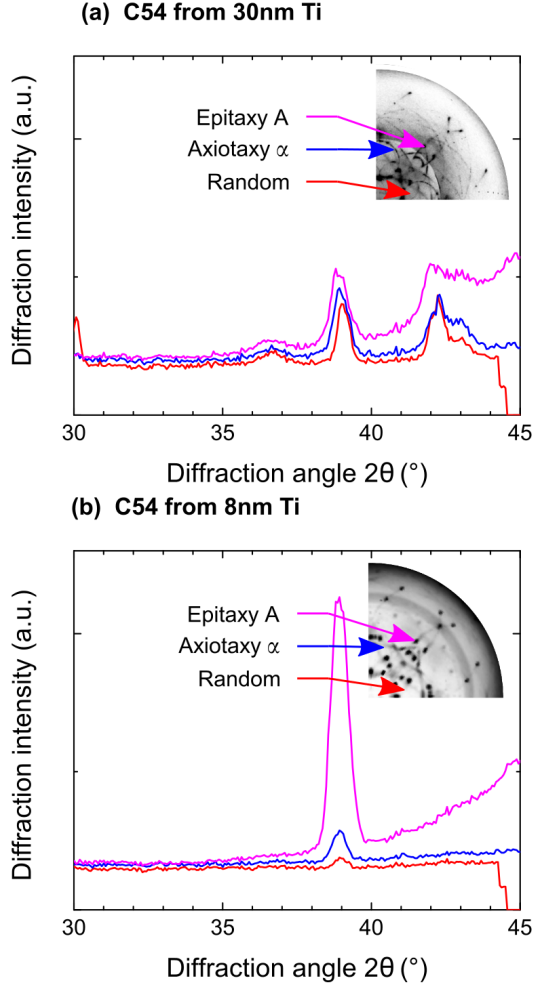 (a) C54 from 30nm Ti
Diffraction intensity (a.u.)
Epitaxy A
Axiotaxy α
Random
30 35 40 45
Diffraction angle 2θ (°)
(b) C54 from 8nm Ti
Diffraction intensity (a.u.)
Epitaxy A
Axiotaxy α
Random
30 35 40 45
Diffraction angle 2θ (°)